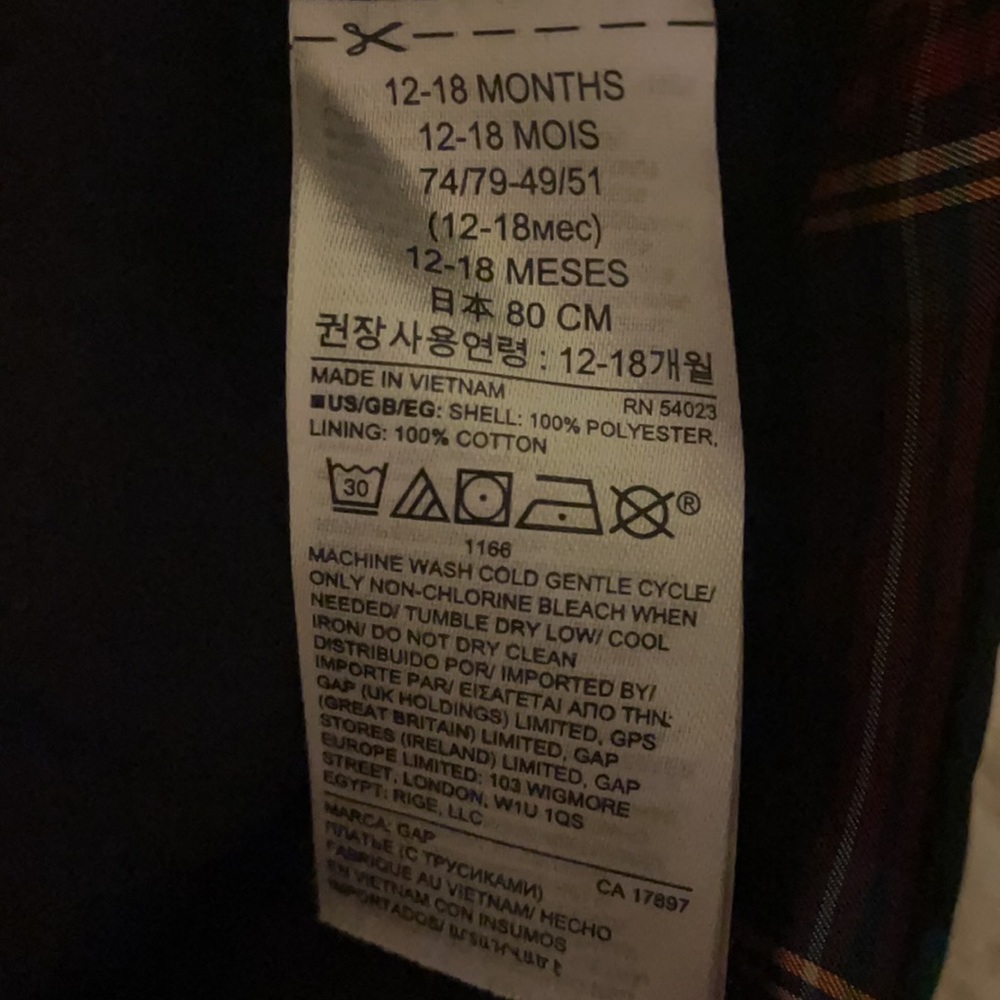 12-18 MONTHS
12-18 MOIS
74/79-49/51
(12-18мес)
12-18 MESES
日本 80 CM
권장사용연령 : 12-18개월
MADE IN VIETNAM RN 54023
US/GB/EG: SHELL: 100% POLYESTER,
LINING: 100% COTTON
30
®
1166
MACHINE WASH COLD GENTLE CYCLE/
ONLY NON-CHLORINE BLEACH WHEN
NEEDED/ TUMBLE DRY LOW/ COOL
IRON/ DO NOT DRY CLEAN
DISTRIBUIDO POR/ IMPORTED BY/
IMPORTE PAR/ ΕΙΣΑΓΕΤΑΙ ΑΠΟ ΤΗΝ:
GAP (UK HOLDINGS) LIMITED, GPS
(GREAT BRITAIN) LIMITED, GAP
STORES (IRELAND) LIMITED, GAP
EUROPE LIMITED: 103 WIGMORE
STREET, LONDON, W1U 1QS
EGYPT: RIGE, LLC
MARCA: GAP CA 17897
ПЛАТЬЕ (С ТРУСИКАМИ)
FABRIQUE AU VIETNAM/ HECHO
EN VIETNAM CON INSUMOS
IMPORTADOS/